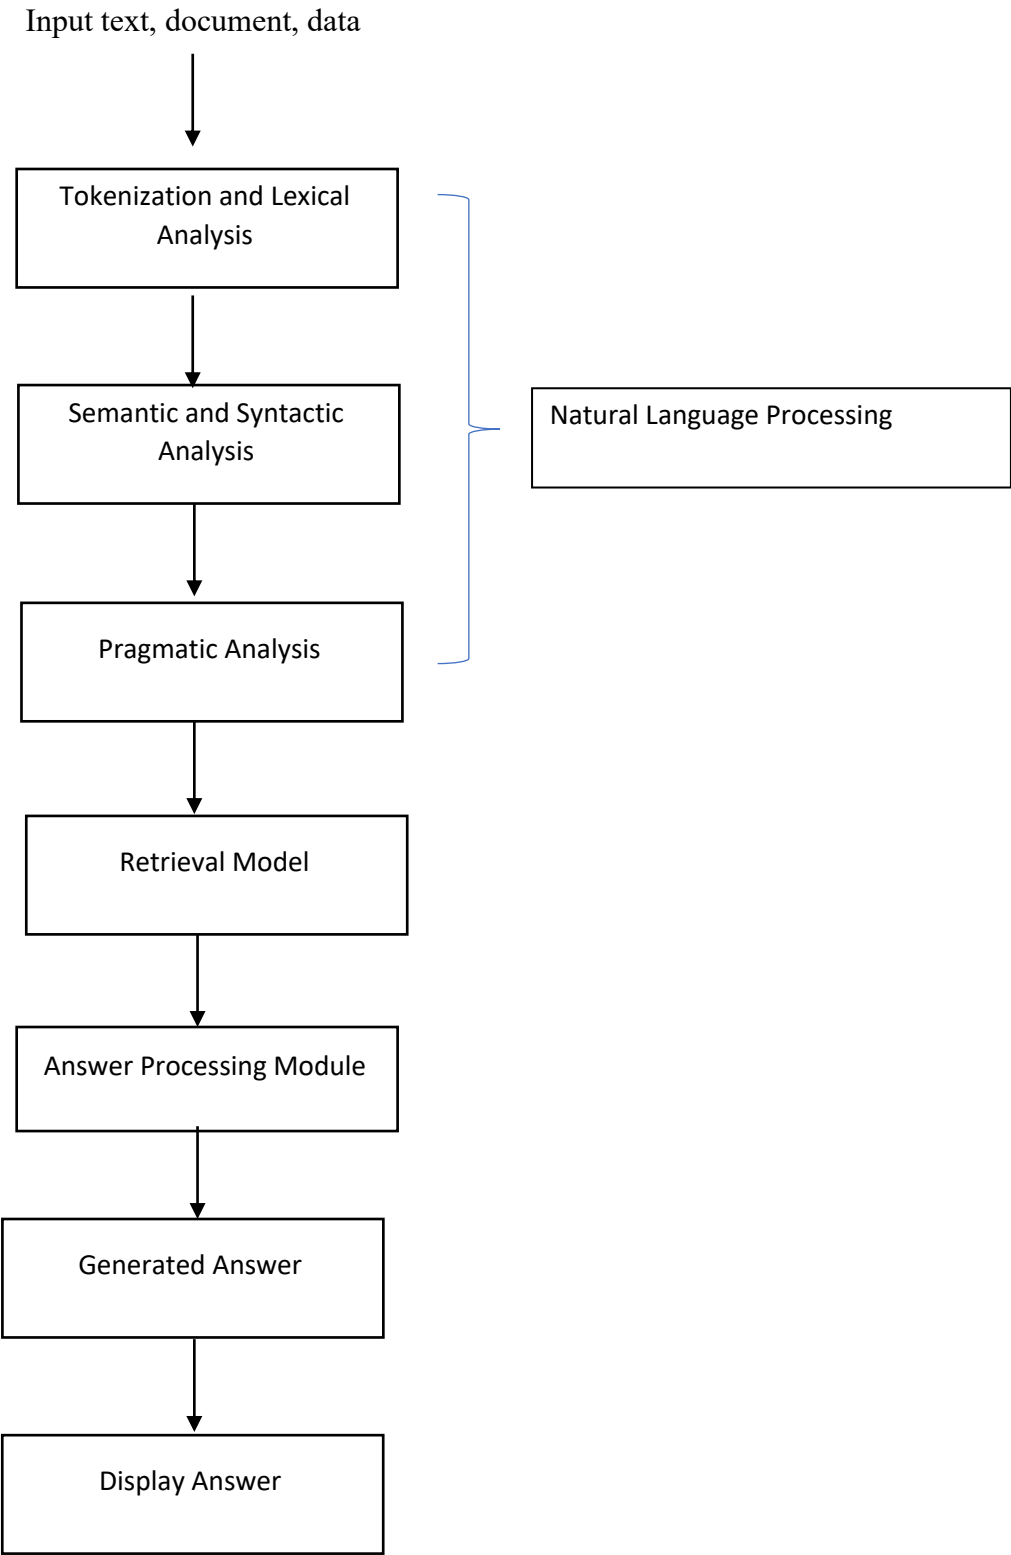 Input text, document, data
Tokenization and Lexical
Analysis
Semantic and Syntactic
Analysis
Natural Language Processing
Pragmatic Analysis
Retrieval Model
Answer Processing Module
Generated Answer
Display Answer